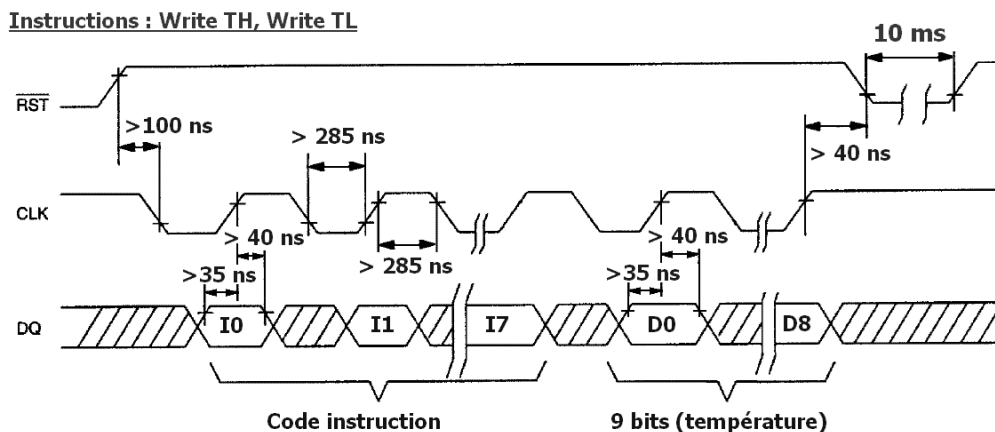 Instructions : Write TH, Write TL
10 ms
RST
>100 ns
> 285 ns
> 40 ns
CLK
> 40 ns
> 285 ns
> 40 ns
>35 ns
>35 ns
DQ
I0
I1
I7
D0
D8
Code instruction
9 bits (température)